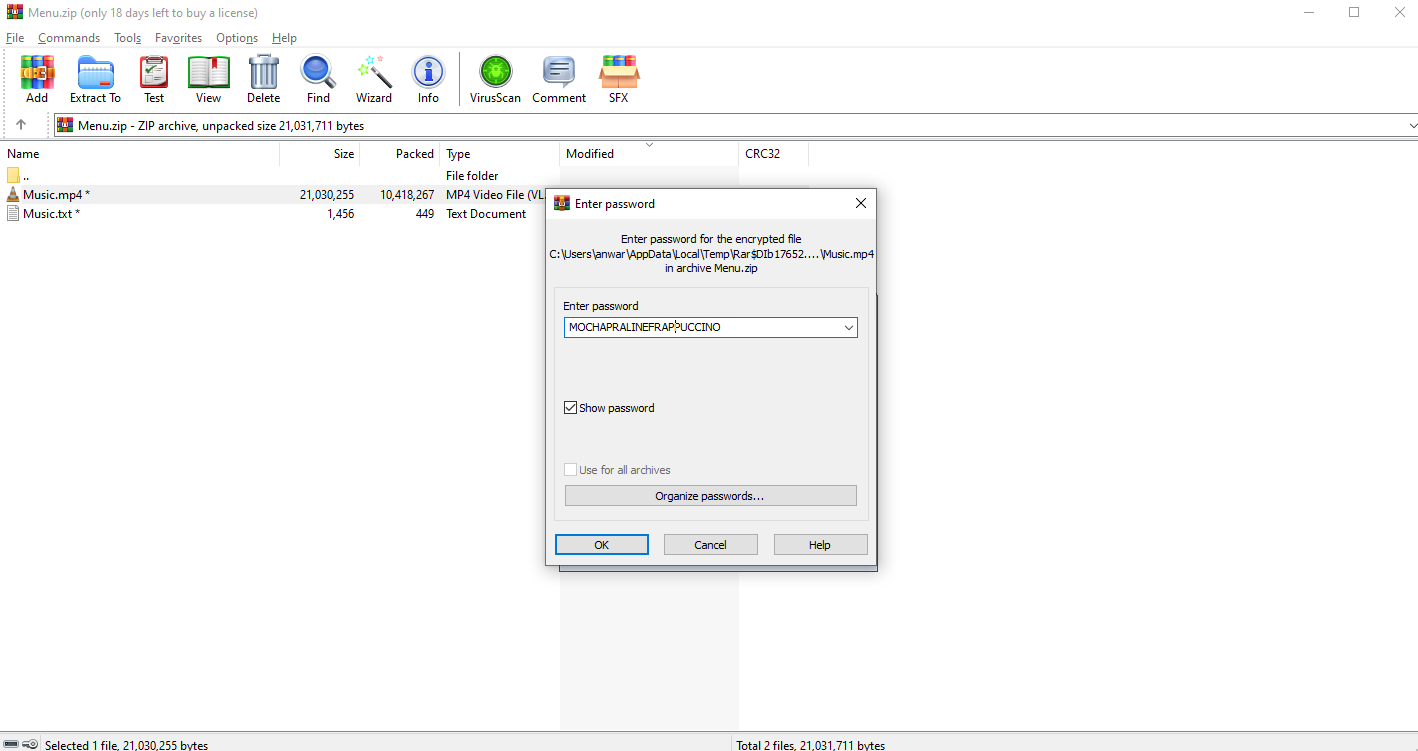 Menu.zip (only 18 days left to buy a license)
File Commands Tools Favorites Options Help
Add Extract To Test View Delete Find Wizard Info VirusScan Comment SFX
Menu.zip - ZIP archive, unpacked size 21,031,711 bytes
Name Size Packed Type Modified CRC32
.. File folder
Music.mp4 * 21,030,255 10,418,267 MP4 Video File (VL
Music.txt * 1,456 449 Text Document
Enter password
Enter password for the encrypted file
C:\Users\anwar\AppData\Local\Temp\Rar$DIb17652....\Music.mp4
in archive Menu.zip
Enter password
MOCHAPRALINEFRAPPUCCINO
Show password
Use for all archives
Organize passwords...
OK Cancel Help
Selected 1 file, 21,030,255 bytes Total 2 files, 21,031,711 bytes